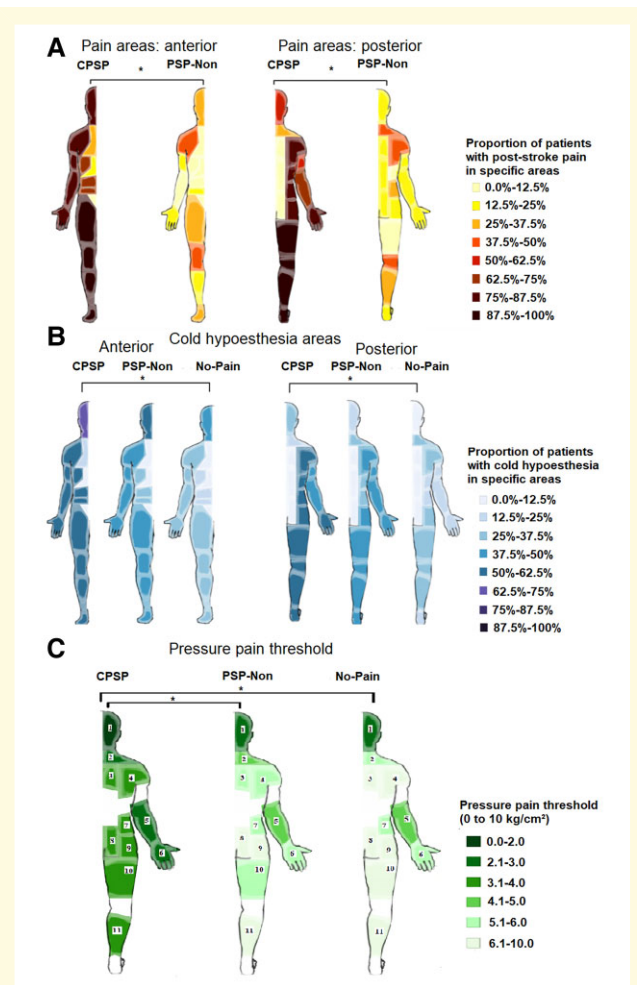 A
Pain areas: anterior
Pain areas: posterior
CPSP
PSP-Non
CPSP
PSP-Non
*
*
Proportion of patients
with post-stroke pain
in specific areas
0.0%-12.5%
12.5%-25%
25%-37.5%
37.5%-50%
50%-62.5%
62.5%-75%
75%-87.5%
87.5%-100%
B
Cold hypoesthesia areas
Anterior
Posterior
CPSP
PSP-Non
No-Pain
CPSP
PSP-Non
No-Pain
*
*
Proportion of patients
with cold hypoesthesia
in specific areas
0.0%-12.5%
12.5%-25%
25%-37.5%
37.5%-50%
50%-62.5%
62.5%-75%
75%-87.5%
87.5%-100%
C
Pressure pain threshold
CPSP
PSP-Non
No-Pain
*
*
1
2
3
4
5
6
7
8
9
10
11
2
3
5
6
7
8
9
10
11
1
2
3
4
5
6
7
8
9
10
11
Pressure pain threshold
(0 to 10 kg/cm²)
0.0-2.0
2.1-3.0
3.1-4.0
4.1-5.0
5.1-6.0
6.1-10.0